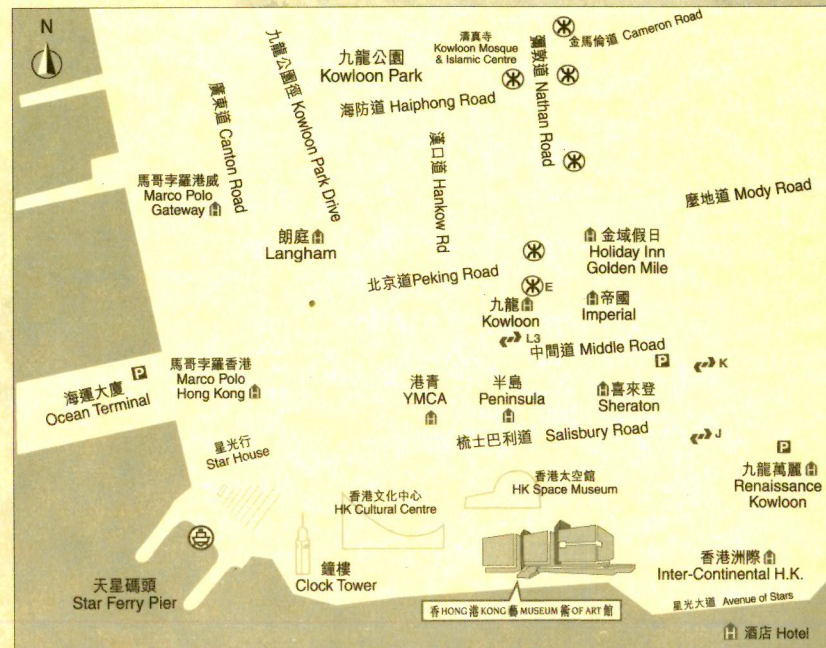 N
九龍公園
Kowloon Park
清真寺
Kowloon Mosque
& Islamic Centre
金馬倫道 Cameron Road
彌敦道 Nathan Road
九龍公園徑 Kowloon Park Drive
廣東道 Canton Road
海防道 Haiphong Road
漢口道 Hankow Rd
馬哥孛羅港威
Marco Polo
Gateway H
麼地道 Mody Road
朗庭 H
Langham
H 金域假日
Holiday Inn
Golden Mile
北京道 Peking Road
E
九龍 H
Kowloon
H 帝國
Imperial
L3
中間道 Middle Road
P
K
馬哥孛羅香港
Marco Polo
Hong Kong H
P
海運大廈
Ocean Terminal
港青
YMCA
H
半島
Peninsula
H
H 喜來登
Sheraton
梳士巴利道 Salisbury Road
J
星光行
Star House
P
九龍萬麗 H
Renaissance
Kowloon
香港文化中心
HK Cultural Centre
香港太空館
HK Space Museum
鐘樓
Clock Tower
香港洲際 H
Inter-Continental H.K.
天星碼頭
Star Ferry Pier
香 HONG 港 KONG 藝 MUSEUM 術 OF ART 館
星光大道 Avenue of Stars
H 酒店 Hotel